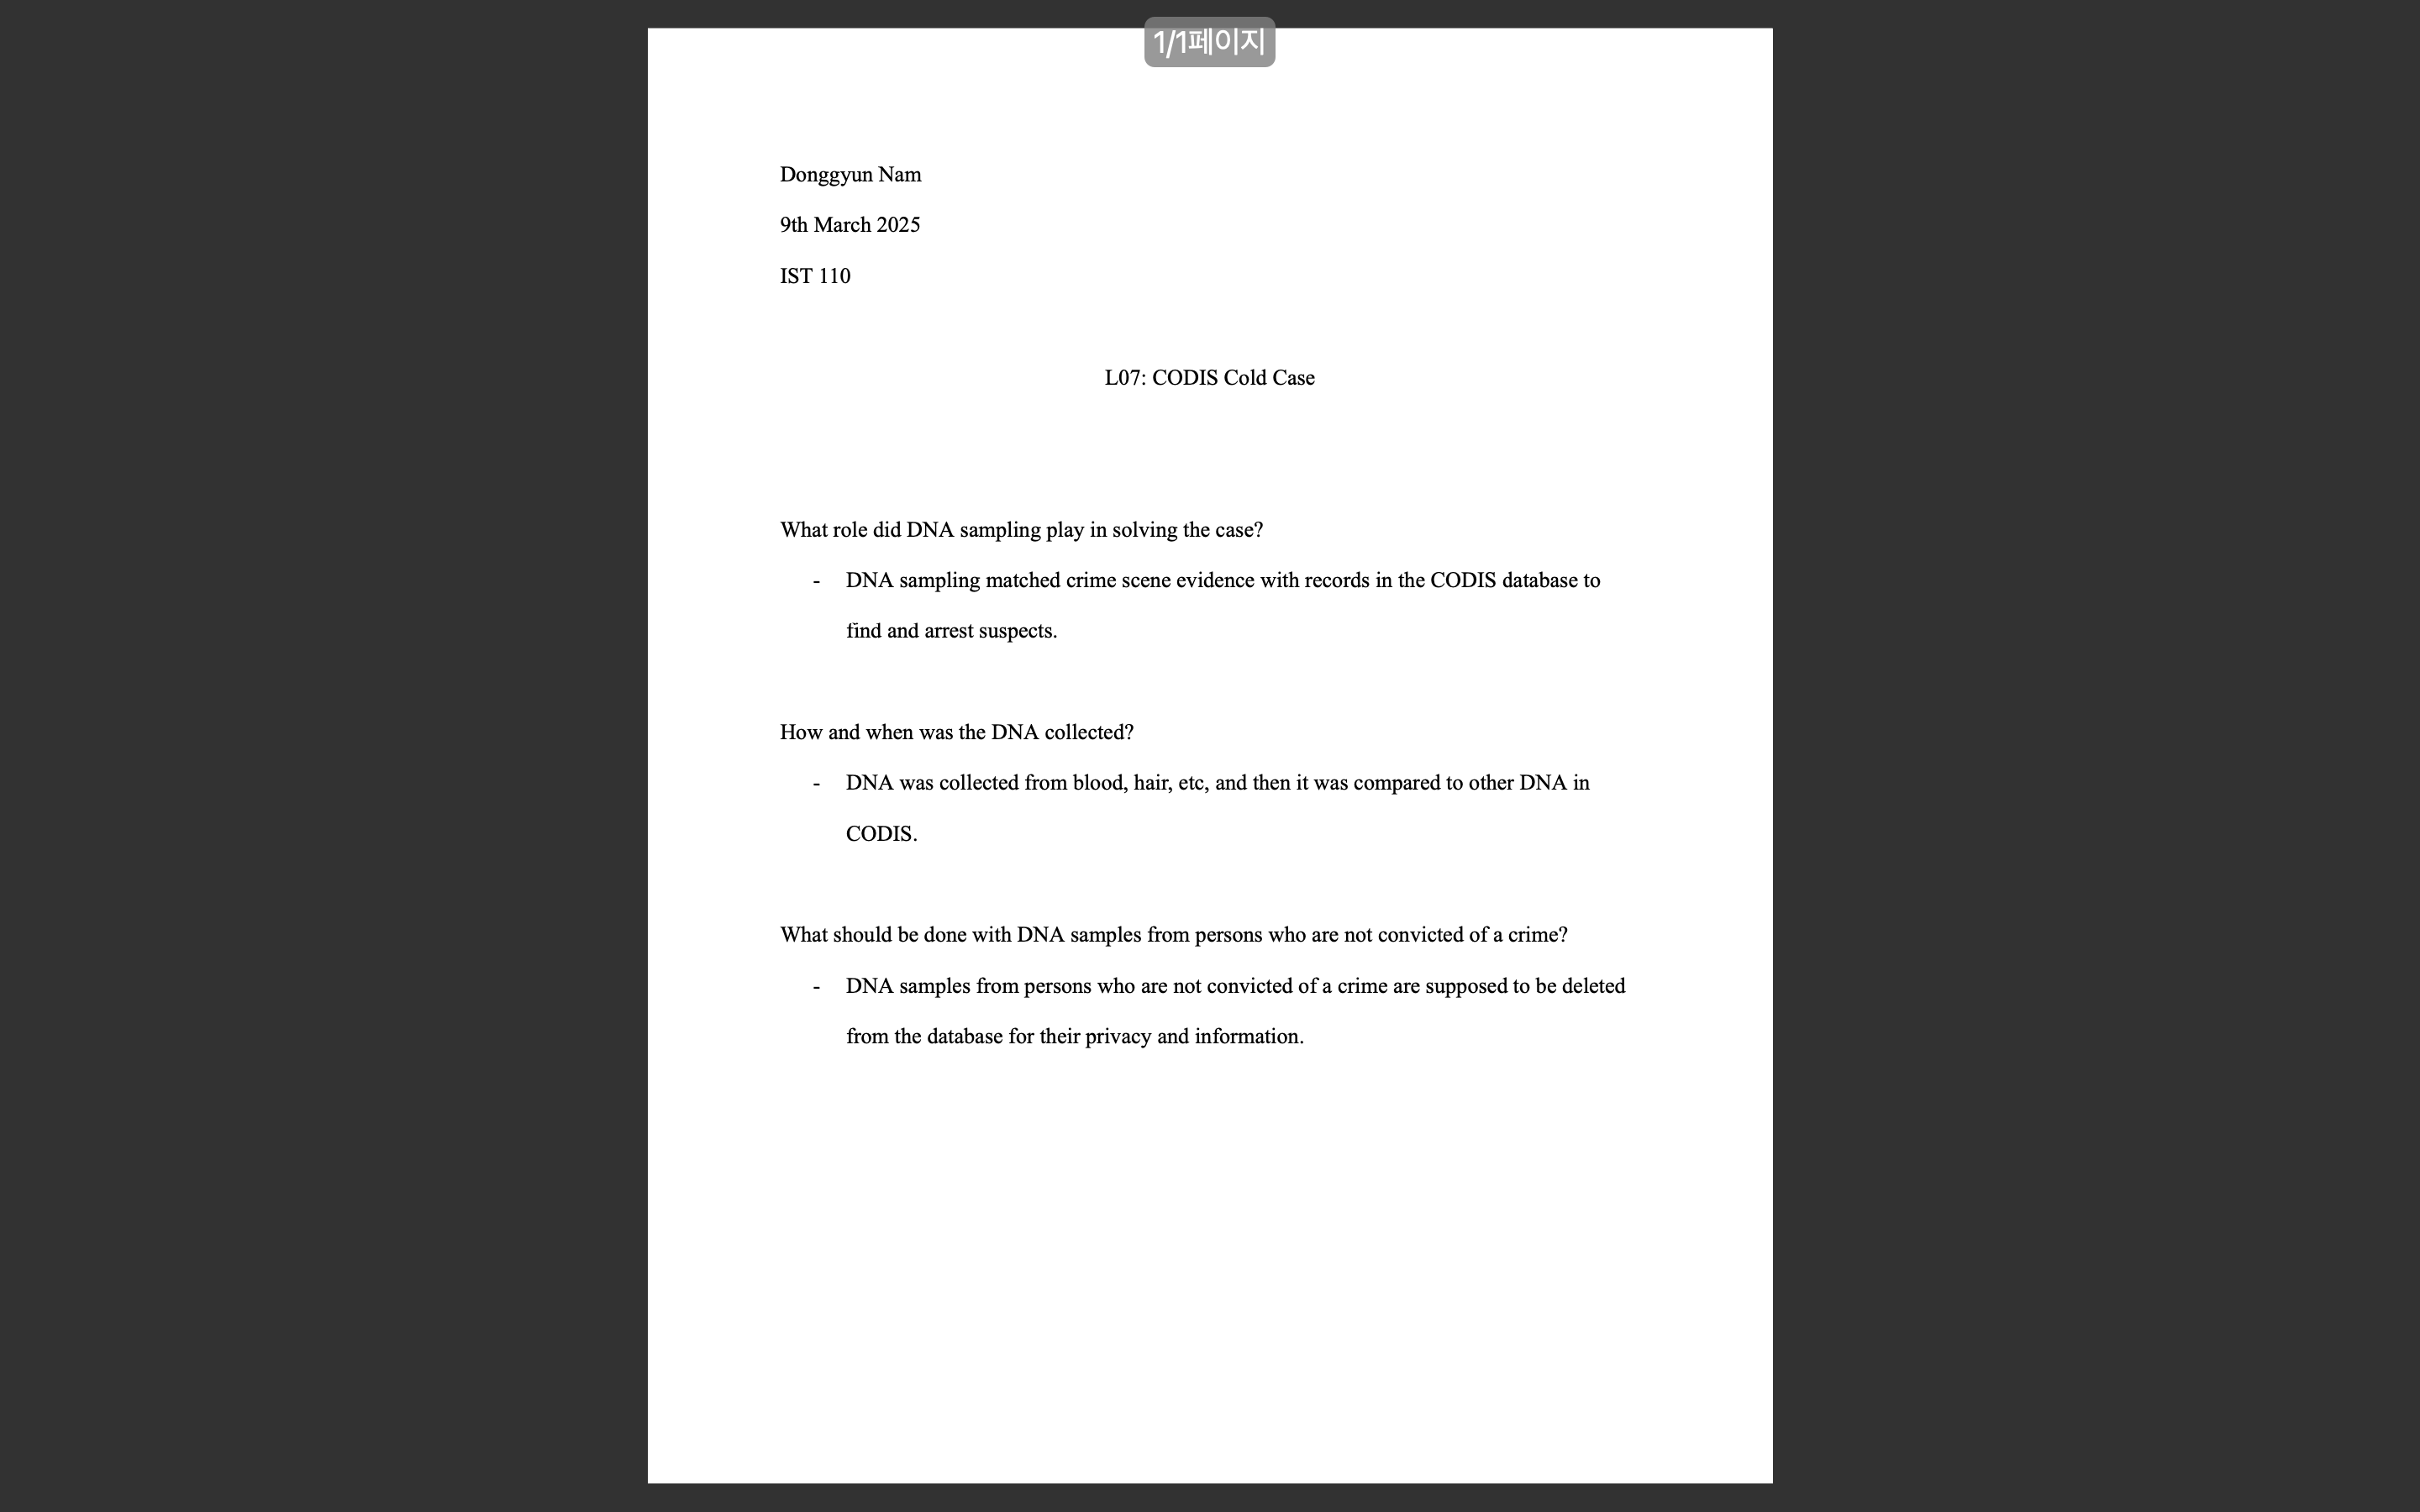 1/1페이지
Donggyun Nam
9th March 2025
IST 110
L07: CODIS Cold Case
What role did DNA sampling play in solving the case?
- DNA sampling matched crime scene evidence with records in the CODIS database to
find and arrest suspects.
How and when was the DNA collected?
- DNA was collected from blood, hair, etc, and then it was compared to other DNA in
CODIS.
What should be done with DNA samples from persons who are not convicted of a crime?
- DNA samples from persons who are not convicted of a crime are supposed to be deleted
from the database for their privacy and information.